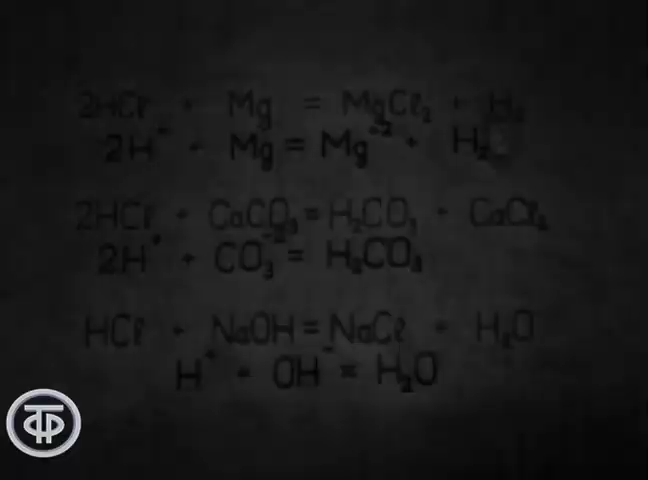 2HCl + Mg = MgCl₂ + H₂
2H⁺ + Mg = Mg⁺² + H₂
2HCl + CaCO₃ = H₂CO₃ + CaCl₂
2H⁺ + CO₃⁻² = H₂CO₃
HCl + NaOH = NaCl + H₂O
H⁺ + OH⁻ = H₂O